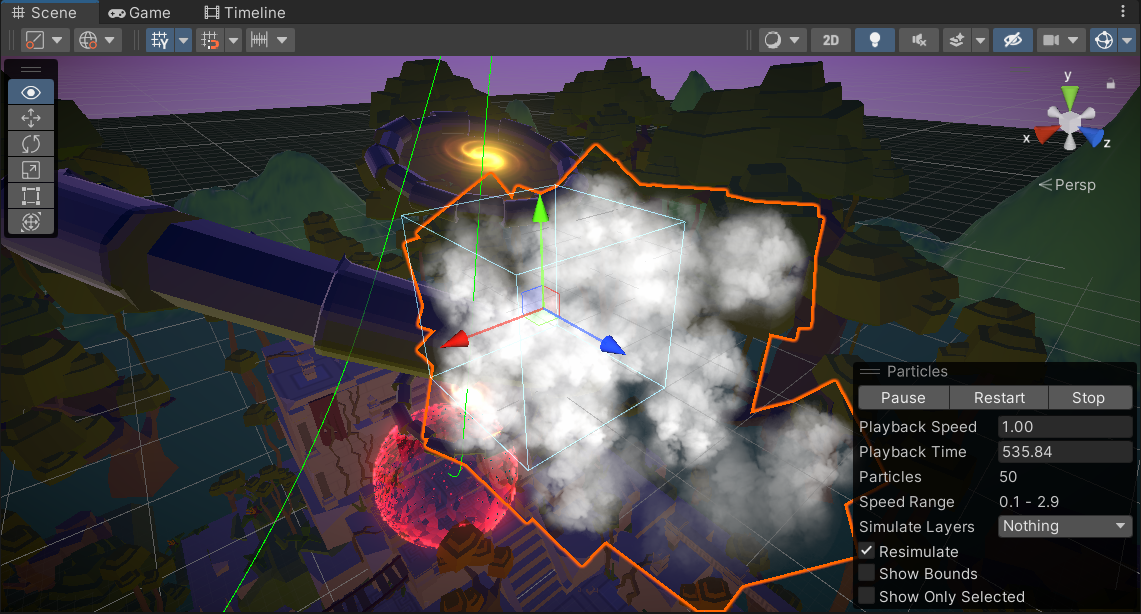 Scene Game Timeline
Y 2D
y
x z
Persp
Particles
Pause Restart Stop
Playback Speed 1.00
Playback Time 535.84
Particles 50
Speed Range 0.1 - 2.9
Simulate Layers Nothing
Resimulate
Show Bounds
Show Only Selected